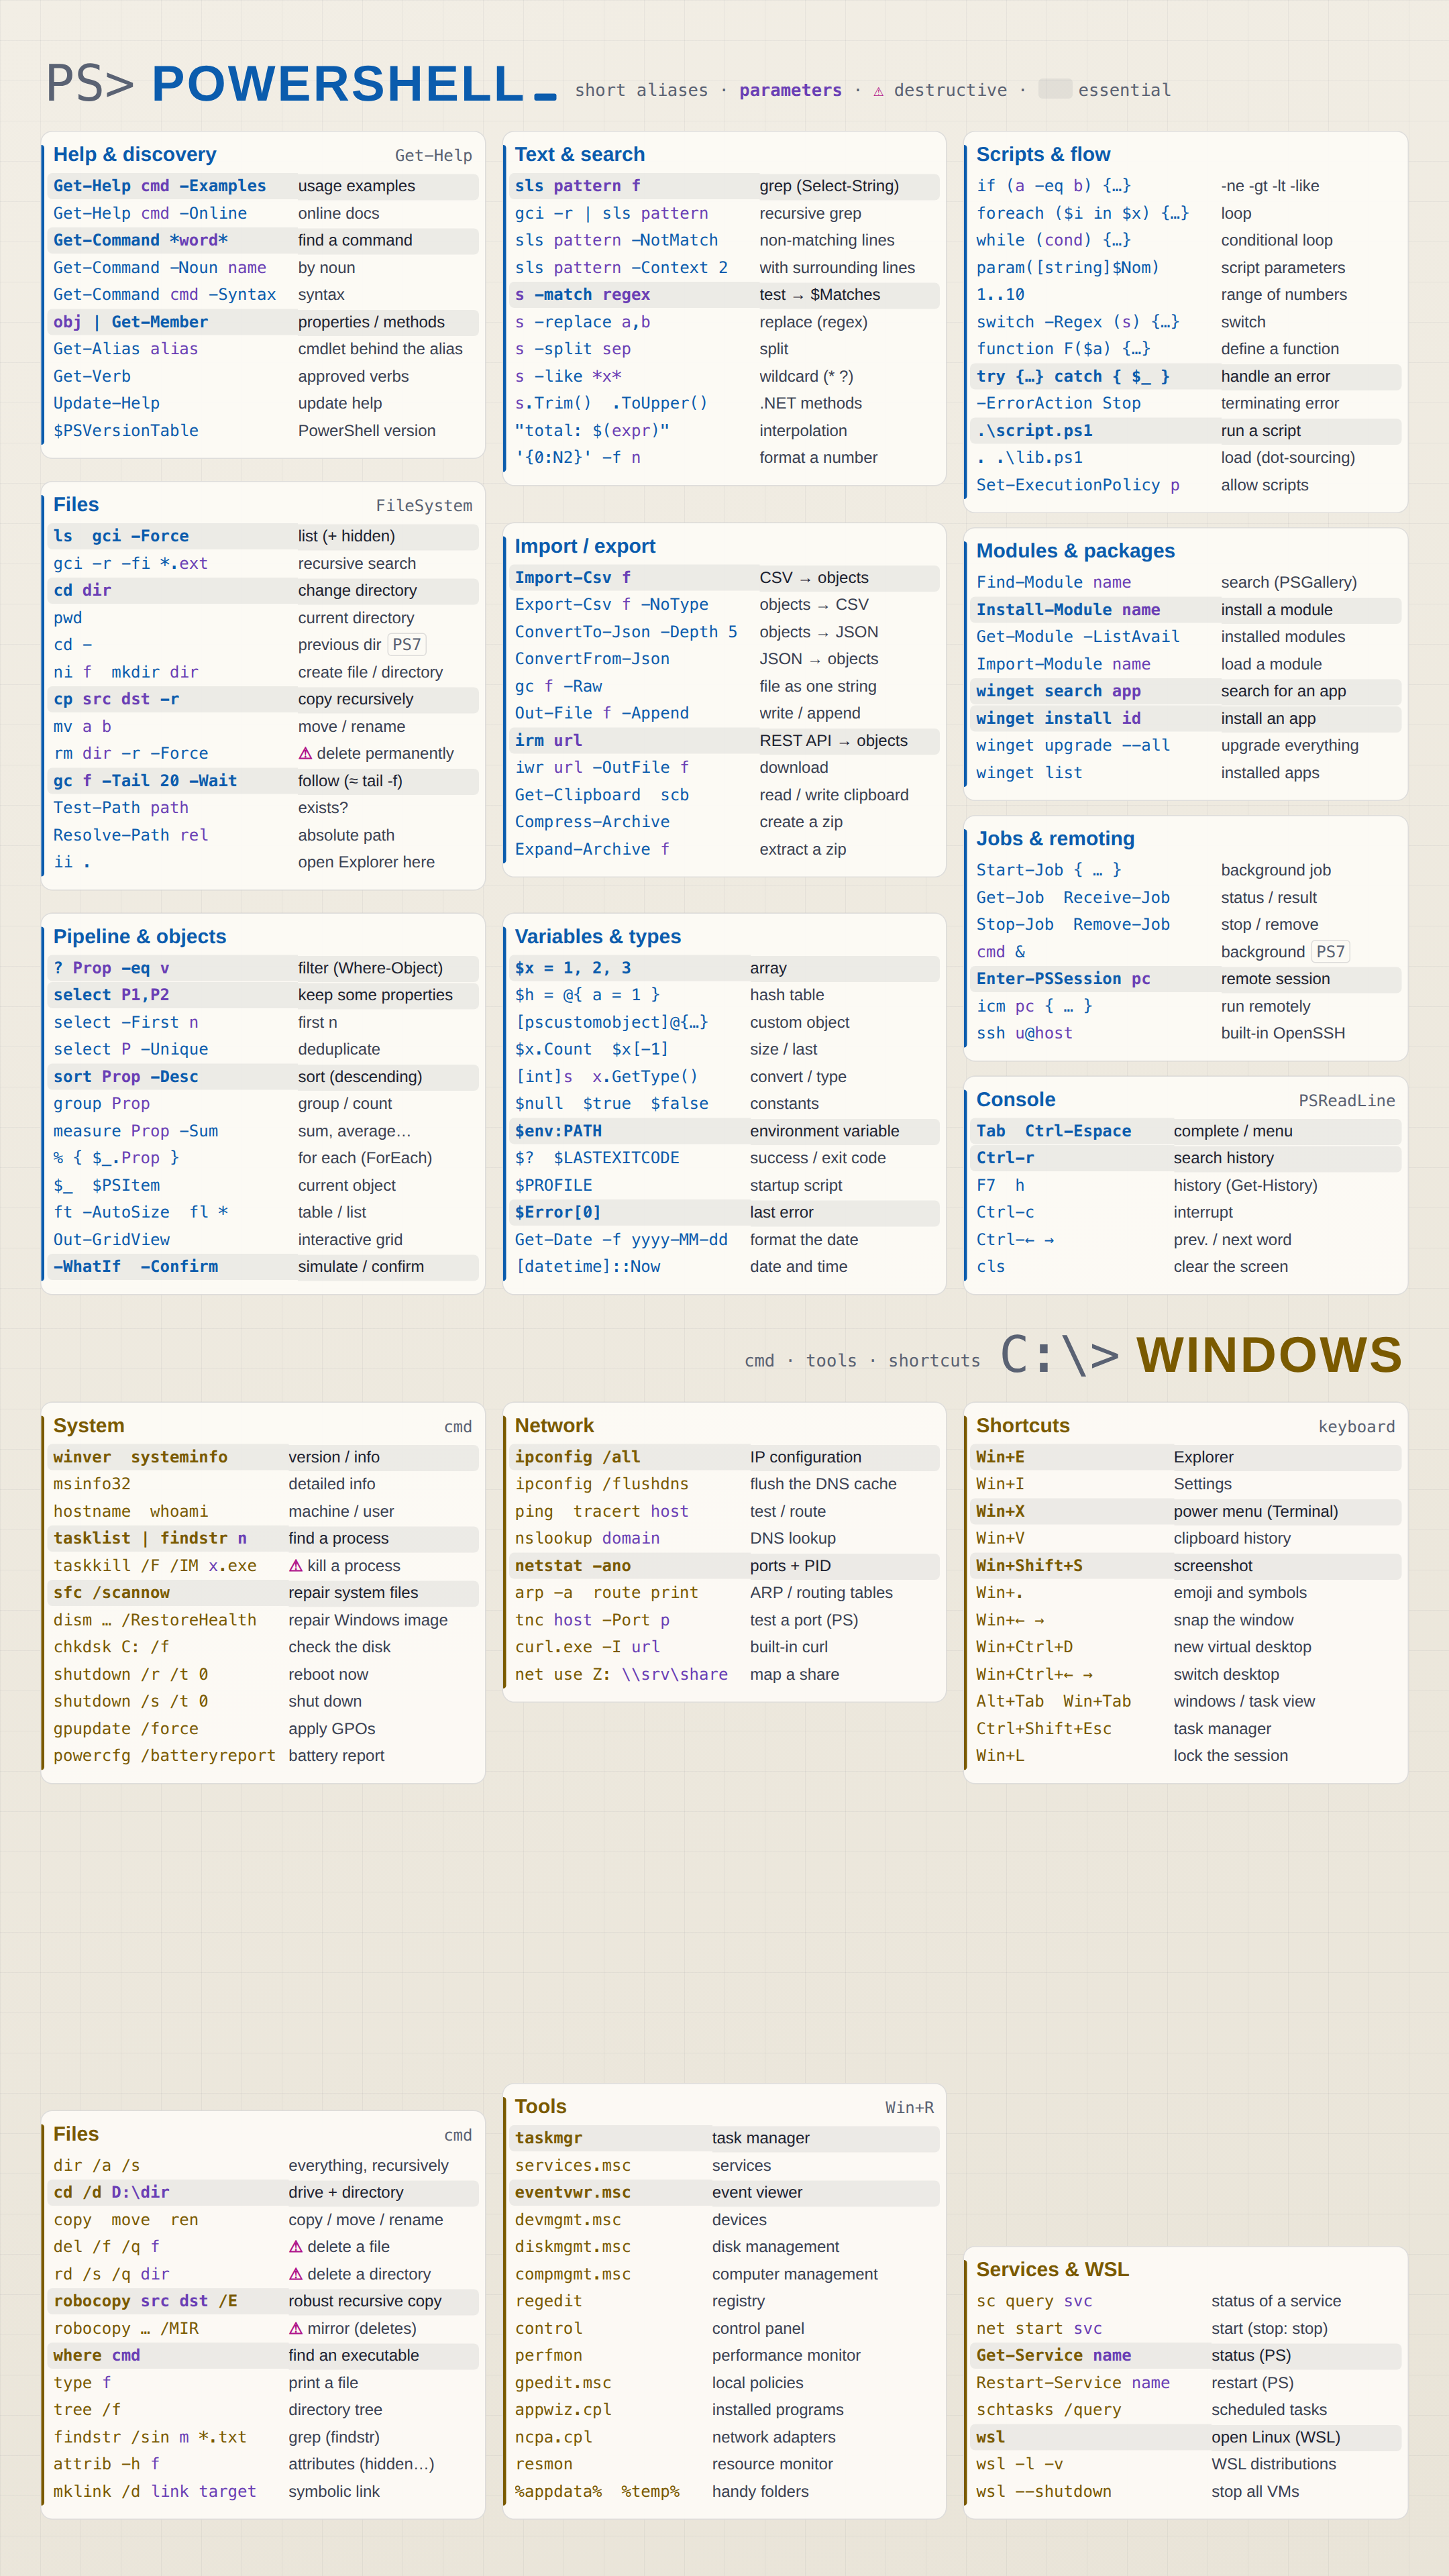 PS> POWERSHELL▂ short aliases · parameters · ⚠ destructive · essential
Help & discovery Get-Help
Get-Help cmd -Examples usage examples
Get-Help cmd -Online online docs
Get-Command *word* find a command
Get-Command -Noun name by noun
Get-Command cmd -Syntax syntax
obj | Get-Member properties / methods
Get-Alias alias cmdlet behind the alias
Get-Verb approved verbs
Update-Help update help
$PSVersionTable PowerShell version
Files FileSystem
ls gci -Force list (+ hidden)
gci -r -fi *.ext recursive search
cd dir change directory
pwd current directory
cd - previous dir PS7
ni f mkdir dir create file / directory
cp src dst -r copy recursively
mv a b move / rename
rm dir -r -Force ⚠ delete permanently
gc f -Tail 20 -Wait follow (≈ tail -f)
Test-Path path exists?
Resolve-Path rel absolute path
ii . open Explorer here
Pipeline & objects
? Prop -eq v filter (Where-Object)
select P1,P2 keep some properties
select -First n first n
select P -Unique deduplicate
sort Prop -Desc sort (descending)
group Prop group / count
measure Prop -Sum sum, average…
% { $_.Prop } for each (ForEach)
$_ $PSItem current object
ft -AutoSize fl * table / list
Out-GridView interactive grid
-WhatIf -Confirm simulate / confirm
Text & search
sls pattern f grep (Select-String)
gci -r | sls pattern recursive grep
sls pattern -NotMatch non-matching lines
sls pattern -Context 2 with surrounding lines
s -match regex test → $Matches
s -replace a,b replace (regex)
s -split sep split
s -like *x* wildcard (* ?)
s.Trim() .ToUpper() .NET methods
"total: $(expr)" interpolation
'{0:N2}' -f n format a number
Import / export
Import-Csv f CSV → objects
Export-Csv f -NoType objects → CSV
ConvertTo-Json -Depth 5 objects → JSON
ConvertFrom-Json JSON → objects
gc f -Raw file as one string
Out-File f -Append write / append
irm url REST API → objects
iwr url -OutFile f download
Get-Clipboard scb read / write clipboard
Compress-Archive create a zip
Expand-Archive f extract a zip
Variables & types
$x = 1, 2, 3 array
$h = @{ a = 1 } hash table
[pscustomobject]@{…} custom object
$x.Count $x[-1] size / last
[int]s x.GetType() convert / type
$null $true $false constants
$env:PATH environment variable
$? $LASTEXITCODE success / exit code
$PROFILE startup script
$Error[0] last error
Get-Date -f yyyy-MM-dd format the date
[datetime]::Now date and time
Scripts & flow
if (a -eq b) {…} -ne -gt -lt -like
foreach ($i in $x) {…} loop
while (cond) {…} conditional loop
param([string]$Nom) script parameters
1..10 range of numbers
switch -Regex (s) {…} switch
function F($a) {…} define a function
try {…} catch { $_ } handle an error
-ErrorAction Stop terminating error
.\script.ps1 run a script
. .\lib.ps1 load (dot-sourcing)
Set-ExecutionPolicy p allow scripts
Modules & packages
Find-Module name search (PSGallery)
Install-Module name install a module
Get-Module -ListAvail installed modules
Import-Module name load a module
winget search app search for an app
winget install id install an app
winget upgrade --all upgrade everything
winget list installed apps
Jobs & remoting
Start-Job { … } background job
Get-Job Receive-Job status / result
Stop-Job Remove-Job stop / remove
cmd & background PS7
Enter-PSSession pc remote session
icm pc { … } run remotely
ssh u@host built-in OpenSSH
Console PSReadLine
Tab Ctrl-Espace complete / menu
Ctrl-r search history
F7 h history (Get-History)
Ctrl-c interrupt
Ctrl-← → prev. / next word
cls clear the screen
cmd · tools · shortcuts C:\> WINDOWS
System cmd
winver systeminfo version / info
msinfo32 detailed info
hostname whoami machine / user
tasklist | findstr n find a process
taskkill /F /IM x.exe ⚠ kill a process
sfc /scannow repair system files
dism … /RestoreHealth repair Windows image
chkdsk C: /f check the disk
shutdown /r /t 0 reboot now
shutdown /s /t 0 shut down
gpupdate /force apply GPOs
powercfg /batteryreport battery report
Files cmd
dir /a /s everything, recursively
cd /d D:\dir drive + directory
copy move ren copy / move / rename
del /f /q f ⚠ delete a file
rd /s /q dir ⚠ delete a directory
robocopy src dst /E robust recursive copy
robocopy … /MIR ⚠ mirror (deletes)
where cmd find an executable
type f print a file
tree /f directory tree
findstr /sin m *.txt grep (findstr)
attrib -h f attributes (hidden…)
mklink /d link target symbolic link
Network
ipconfig /all IP configuration
ipconfig /flushdns flush the DNS cache
ping tracert host test / route
nslookup domain DNS lookup
netstat -ano ports + PID
arp -a route print ARP / routing tables
tnc host -Port p test a port (PS)
curl.exe -I url built-in curl
net use Z: \\srv\share map a share
Tools Win+R
taskmgr task manager
services.msc services
eventvwr.msc event viewer
devmgmt.msc devices
diskmgmt.msc disk management
compmgmt.msc computer management
regedit registry
control control panel
perfmon performance monitor
gpedit.msc local policies
appwiz.cpl installed programs
ncpa.cpl network adapters
resmon resource monitor
%appdata% %temp% handy folders
Shortcuts keyboard
Win+E Explorer
Win+I Settings
Win+X power menu (Terminal)
Win+V clipboard history
Win+Shift+S screenshot
Win+. emoji and symbols
Win+← → snap the window
Win+Ctrl+D new virtual desktop
Win+Ctrl+← → switch desktop
Alt+Tab Win+Tab windows / task view
Ctrl+Shift+Esc task manager
Win+L lock the session
Services & WSL
sc query svc status of a service
net start svc start (stop: stop)
Get-Service name status (PS)
Restart-Service name restart (PS)
schtasks /query scheduled tasks
wsl open Linux (WSL)
wsl -l -v WSL distributions
wsl --shutdown stop all VMs